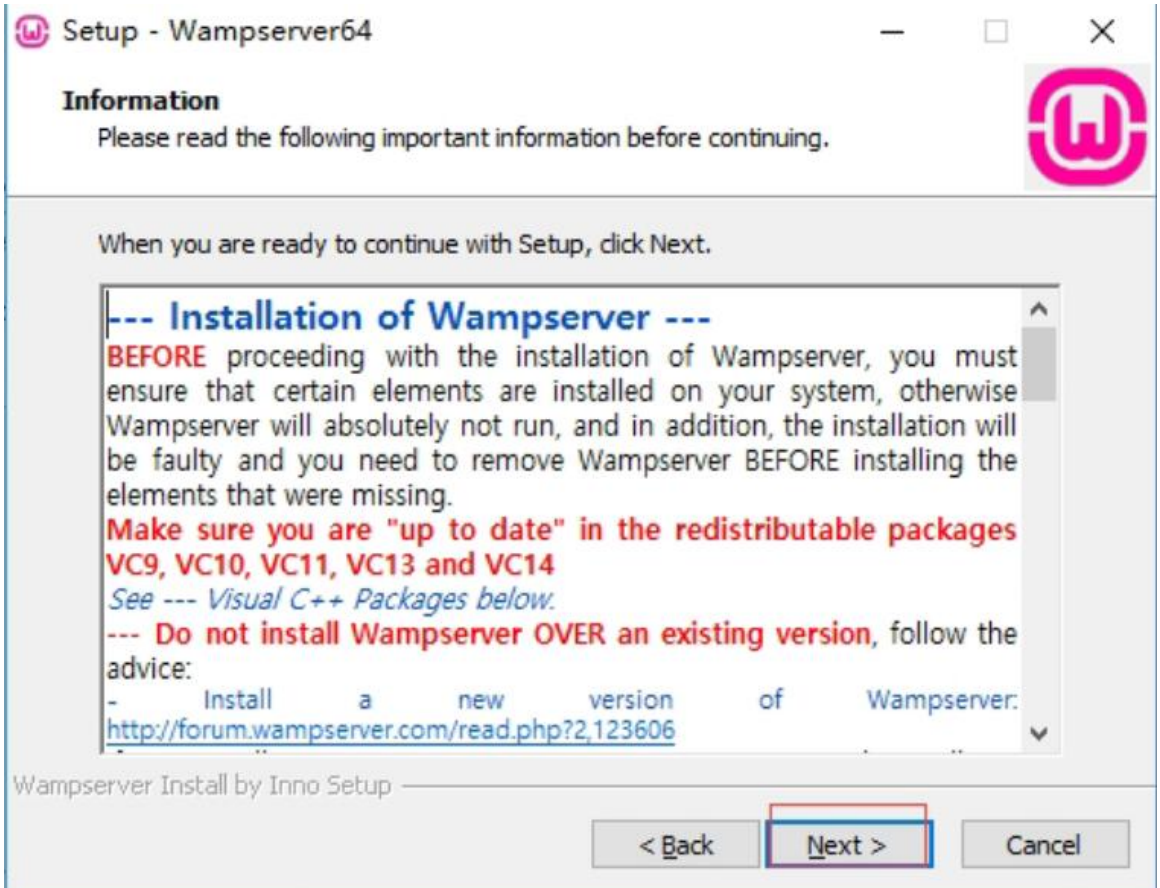 Setup - Wampserver64
Information
Please read the following important information before continuing.
When you are ready to continue with Setup, click Next.
--- Installation of Wampserver ---
BEFORE proceeding with the installation of Wampserver, you must
ensure that certain elements are installed on your system, otherwise
Wampserver will absolutely not run, and in addition, the installation will
be faulty and you need to remove Wampserver BEFORE installing the
elements that were missing.
Make sure you are "up to date" in the redistributable packages
VC9, VC10, VC11, VC13 and VC14
See --- Visual C++ Packages below.
--- Do not install Wampserver OVER an existing version, follow the
advice:
- Install a new version of Wampserver:
http://forum.wampserver.com/read.php?2,123606
Wampserver Install by Inno Setup
< Back Next > Cancel